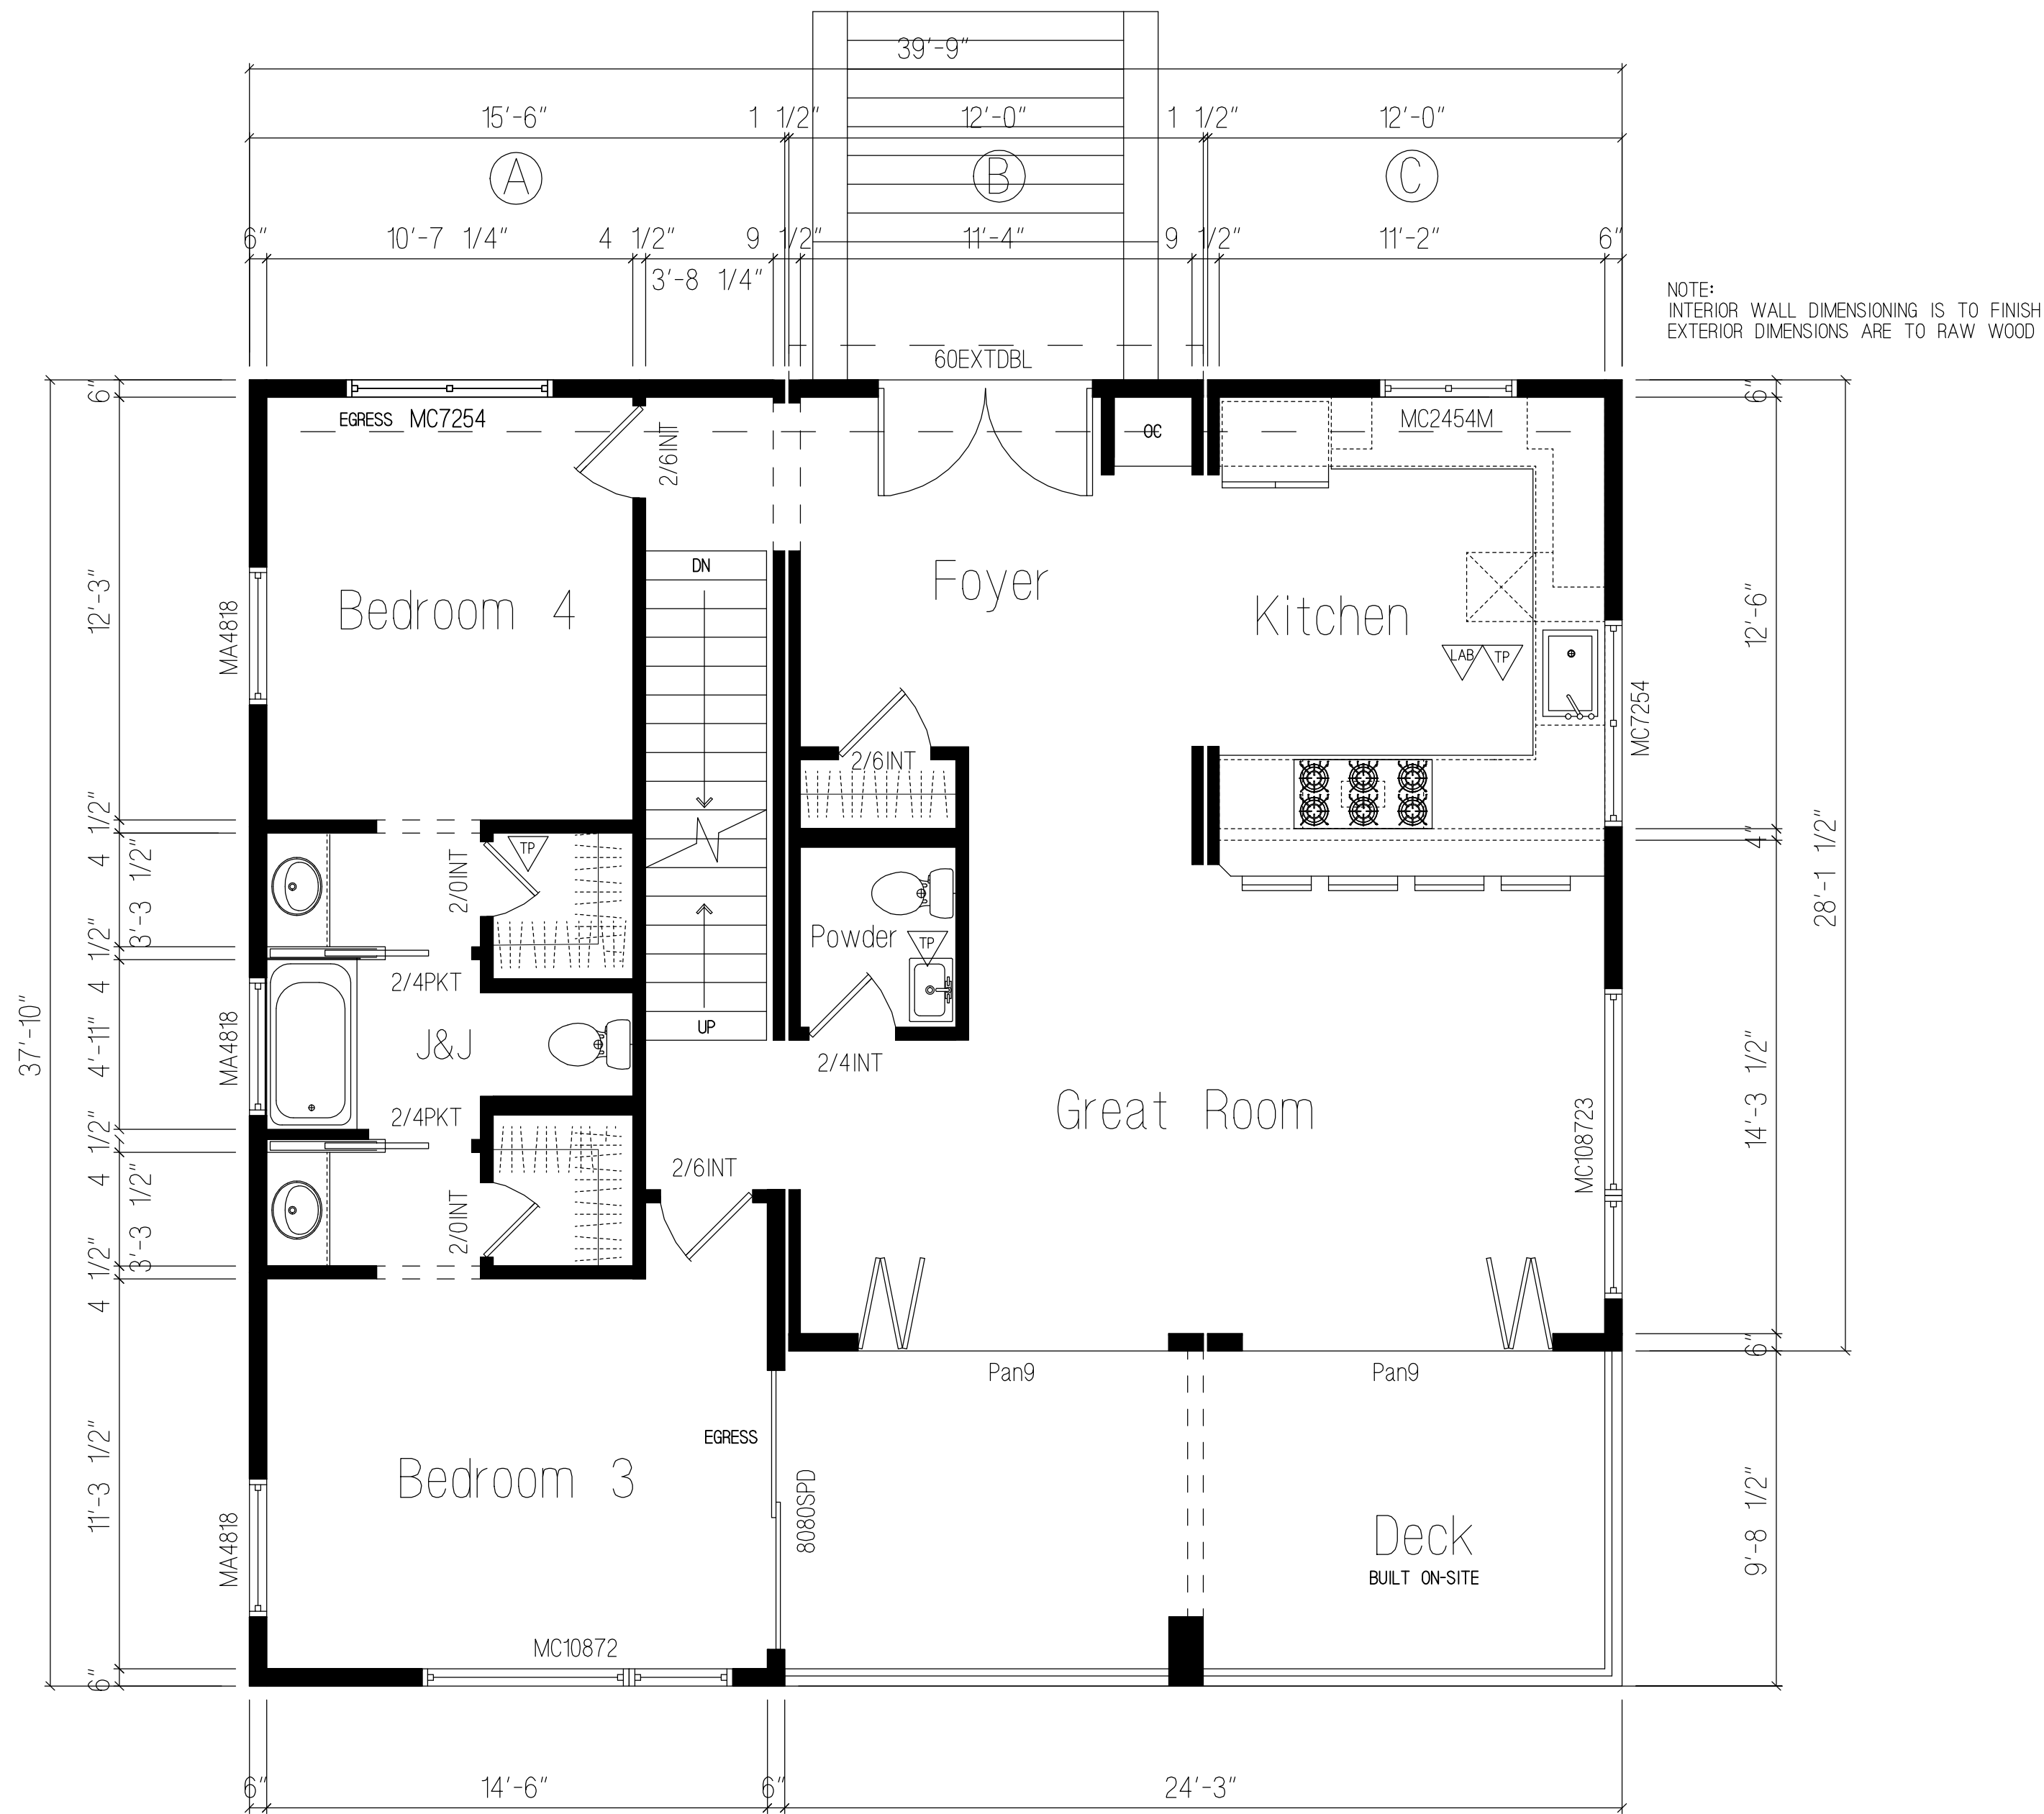 39'-9"
15'-6" 1 1/2" 12'-0" 1 1/2" 12'-0"
A B C
6" 10'-7 1/4" 4 1/2" 9 1/2" 11'-4" 9 1/2" 11'-2" 6"
3'-8 1/4"
NOTE:
INTERIOR WALL DIMENSIONING IS TO FINISH
EXTERIOR DIMENSIONS ARE TO RAW WOOD
60EXTDBL
6"
EGRESS MC7254
2/6INT
OC
MC2454M
6"
DN
Foyer
Bedroom 4
Kitchen
12'-3"
MA4818
12'-6"
LAB TP
MC7254
2/6INT
4 1/2"
TP
2/0INT
3'-3 1/2"
4"
28'-1 1/2"
Powder
TP
4 1/2"
2/4PKT
37'-10"
4'-11"
MA4818
J&J
UP
2/4INT
14'-3 1/2"
Great Room
2/4PKT
MC108723
4 1/2"
2/6INT
3'-3 1/2"
2/0INT
4 1/2"
6"
Pan9
Pan9
EGRESS
11'-3 1/2"
Bedroom 3
8080SPD
MA4818
Deck
BUILT ON-SITE
9'-8 1/2"
MC10872
6"
6" 14'-6" 6" 24'-3"